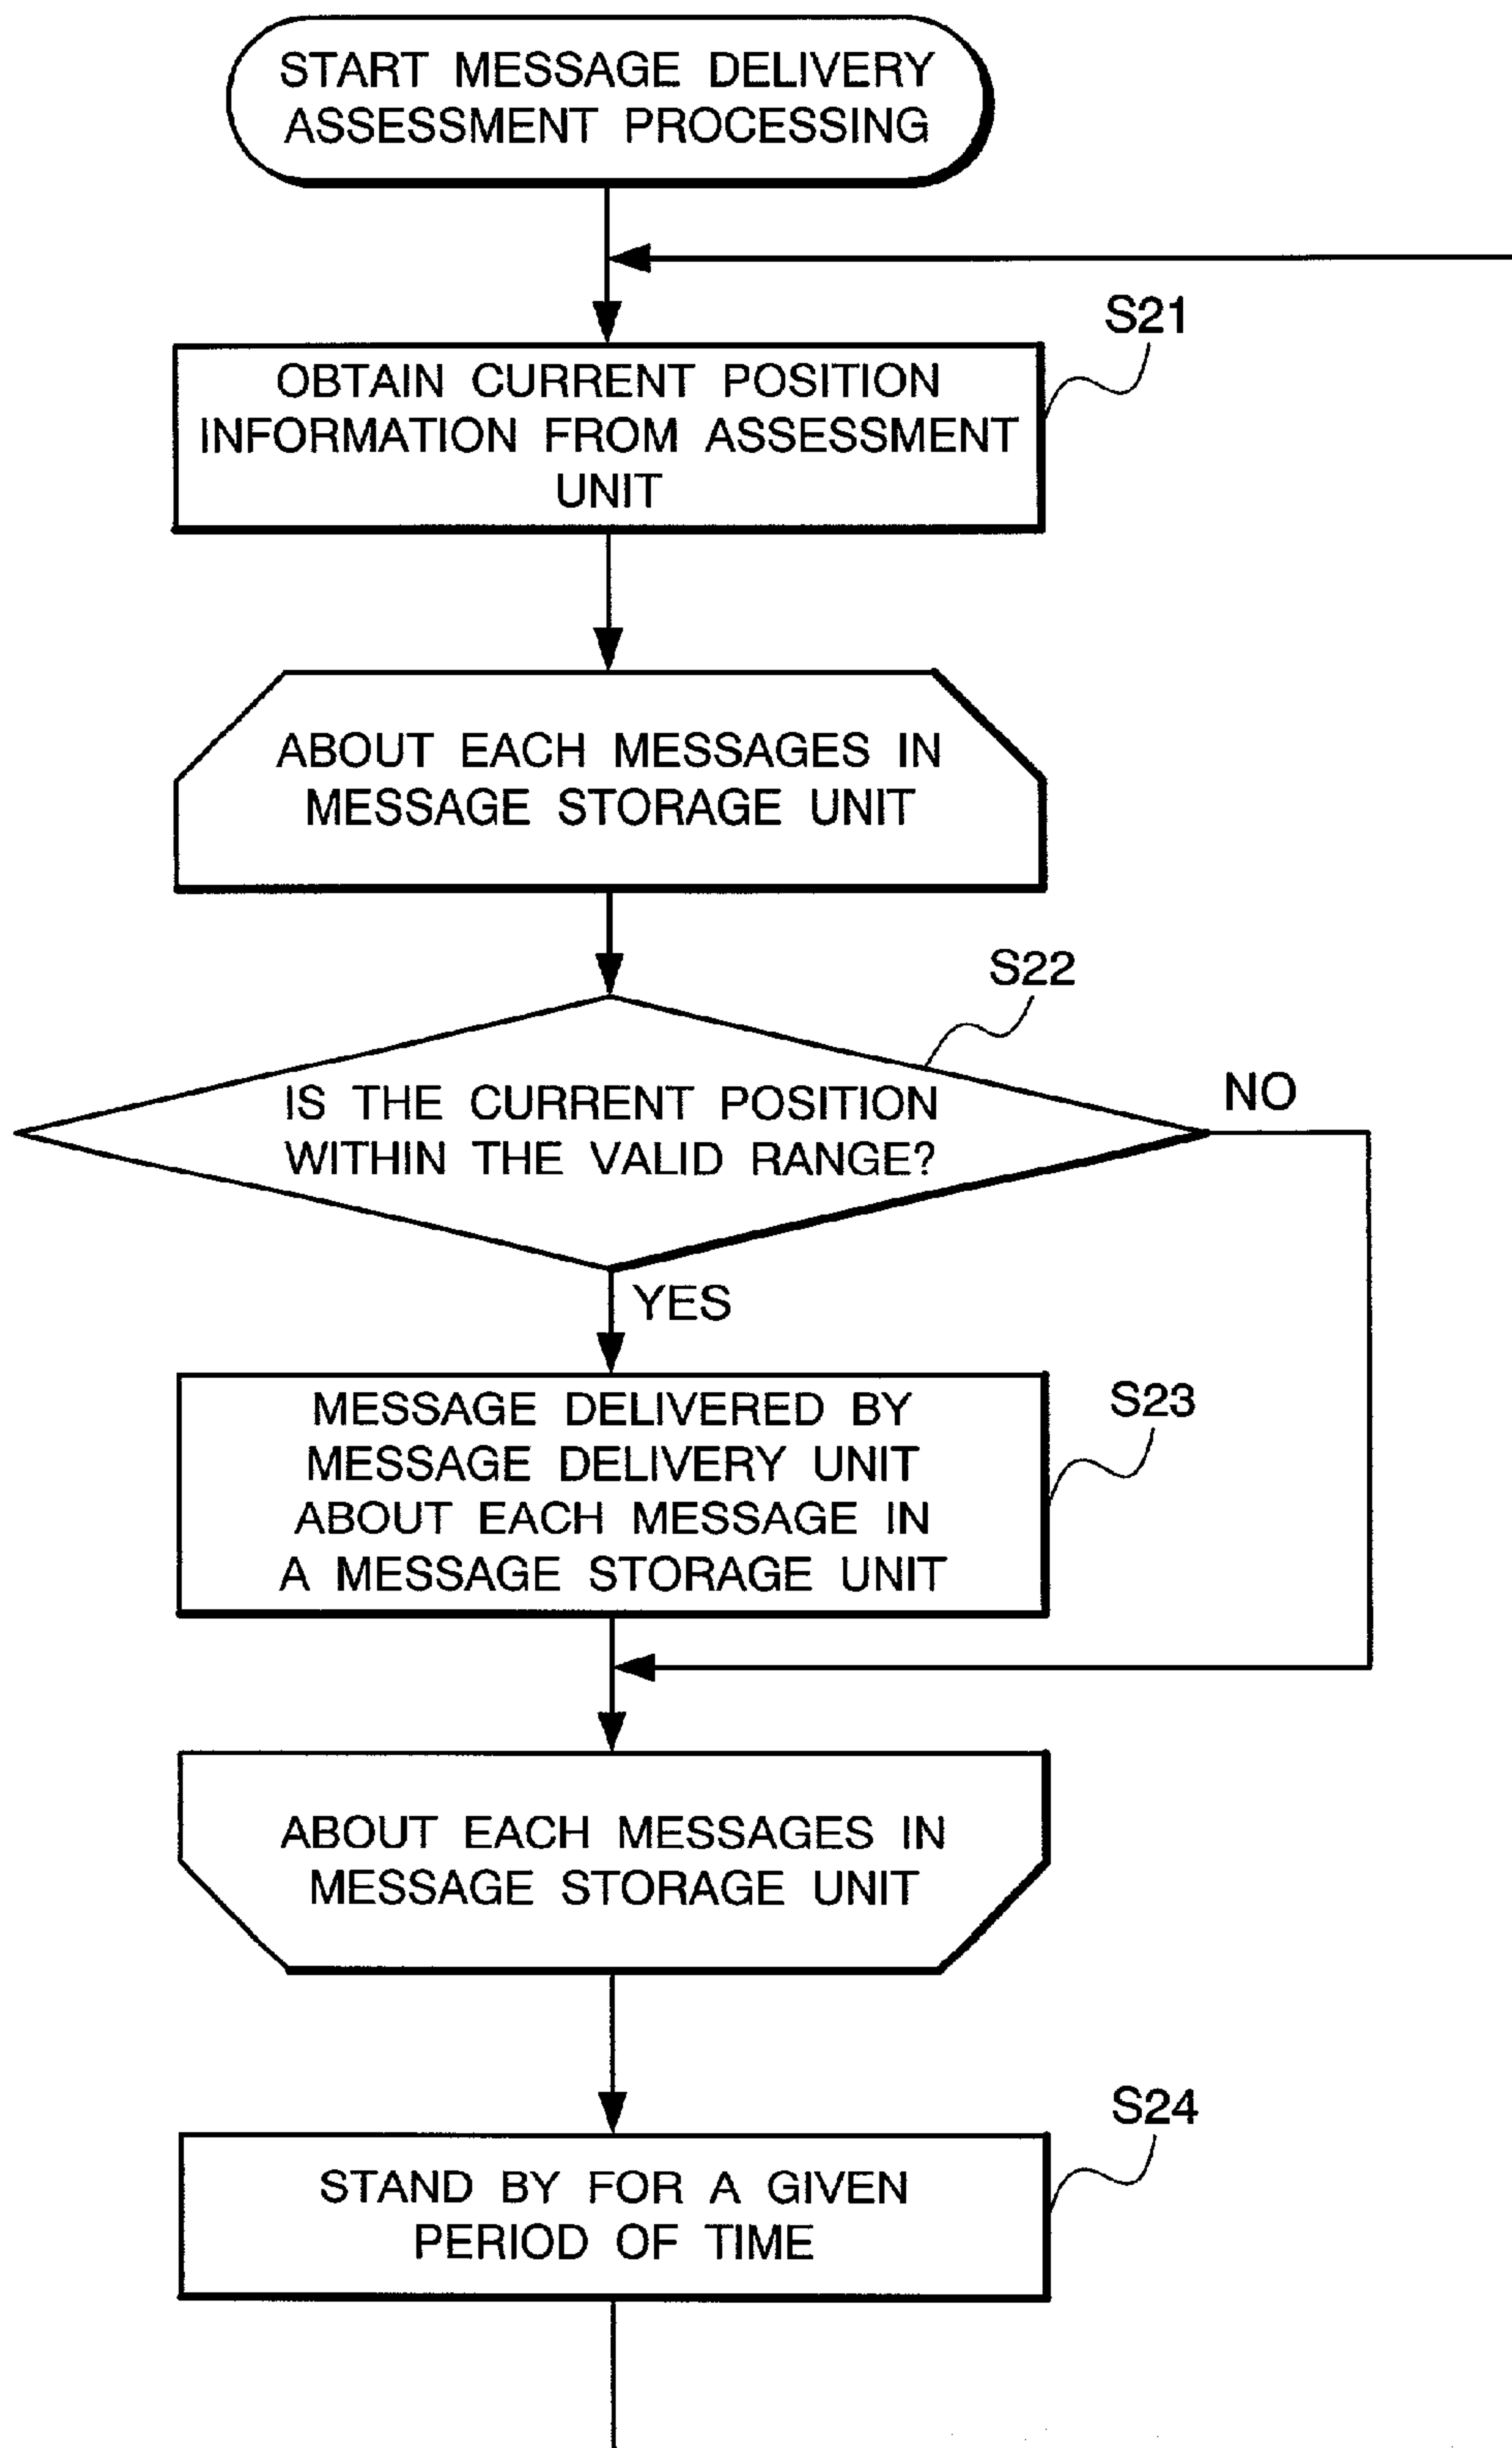 START MESSAGE DELIVERY
ASSESSMENT PROCESSING
S21
OBTAIN CURRENT POSITION
INFORMATION FROM ASSESSMENT
UNIT
ABOUT EACH MESSAGES IN
MESSAGE STORAGE UNIT
S22
IS THE CURRENT POSITION
WITHIN THE VALID RANGE?
NO
YES
MESSAGE DELIVERED BY
MESSAGE DELIVERY UNIT
ABOUT EACH MESSAGE IN
A MESSAGE STORAGE UNIT
S23
ABOUT EACH MESSAGES IN
MESSAGE STORAGE UNIT
S24
STAND BY FOR A GIVEN
PERIOD OF TIME